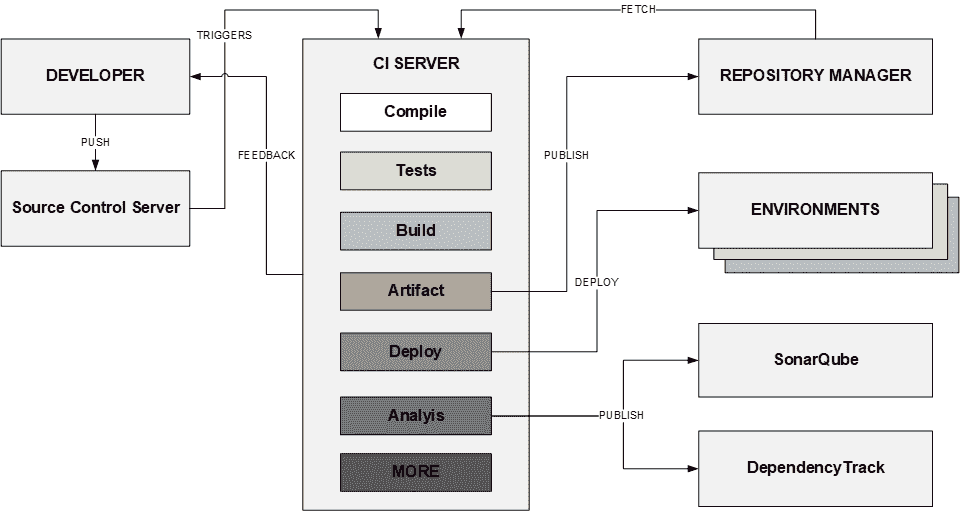 FETCH
TRIGGERS
DEVELOPER
CI SERVER
REPOSITORY MANAGER
Compile
PUSH
FEEDBACK
PUBLISH
Tests
Source Control Server
ENVIRONMENTS
Build
DEPLOY
Artifact
Deploy
SonarQube
Analyis
PUBLISH
MORE
DependencyTrack